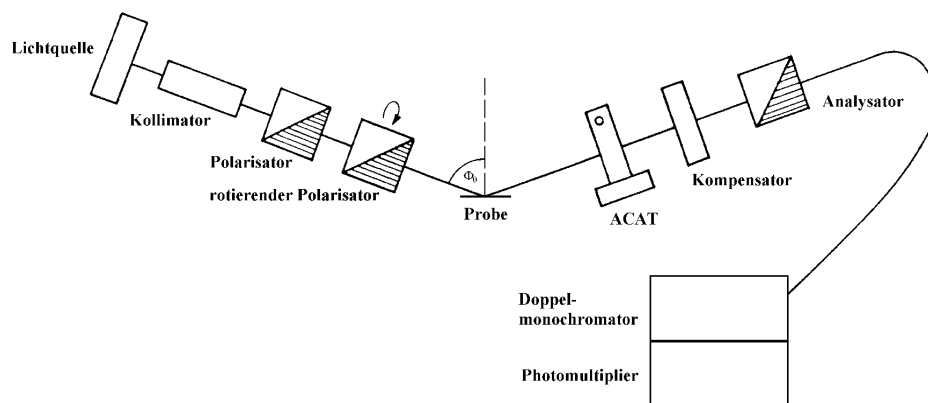 Lichtquelle
Kollimator
Polarisator
rotierender Polarisator
Φ₀
Probe
ACAT
Kompensator
Analysator
Doppel-
monochromator
Photomultiplier